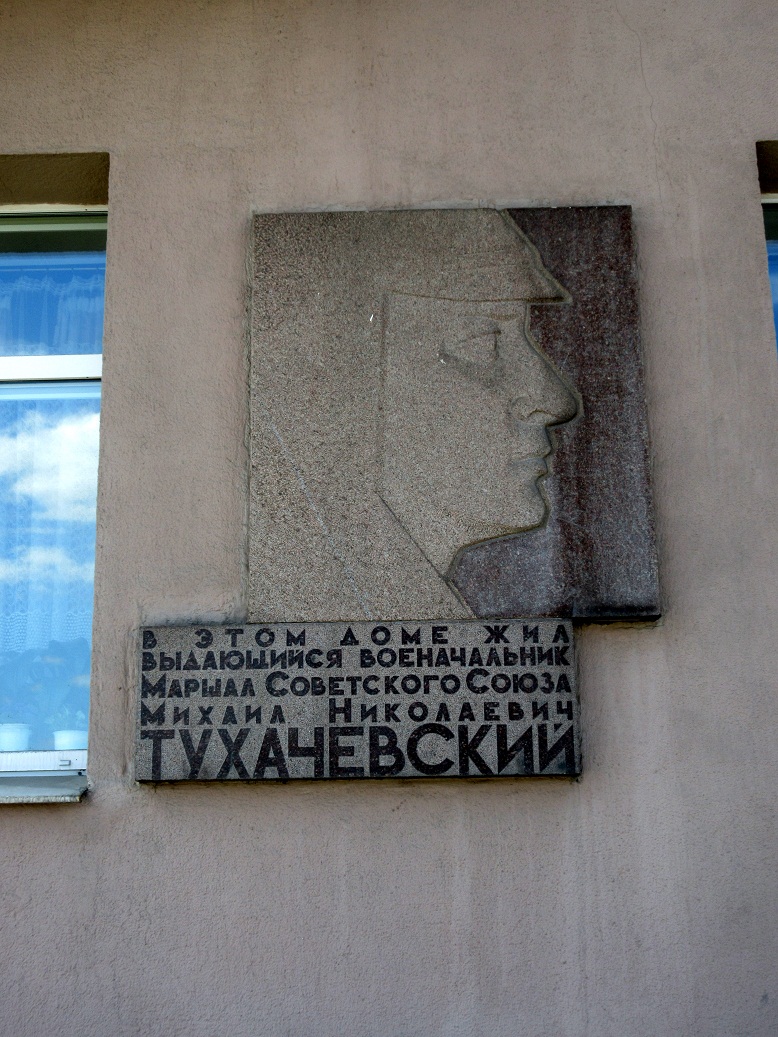 В ЭТОМ ДОМЕ ЖИЛ
ВЫДАЮЩИЙСЯ ВОЕНАЧАЛЬНИК
МАРШАЛ СОВЕТСКОГО СОЮЗА
МИХАИЛ НИКОЛАЕВИЧ
ТУХАЧЕВСКИЙ